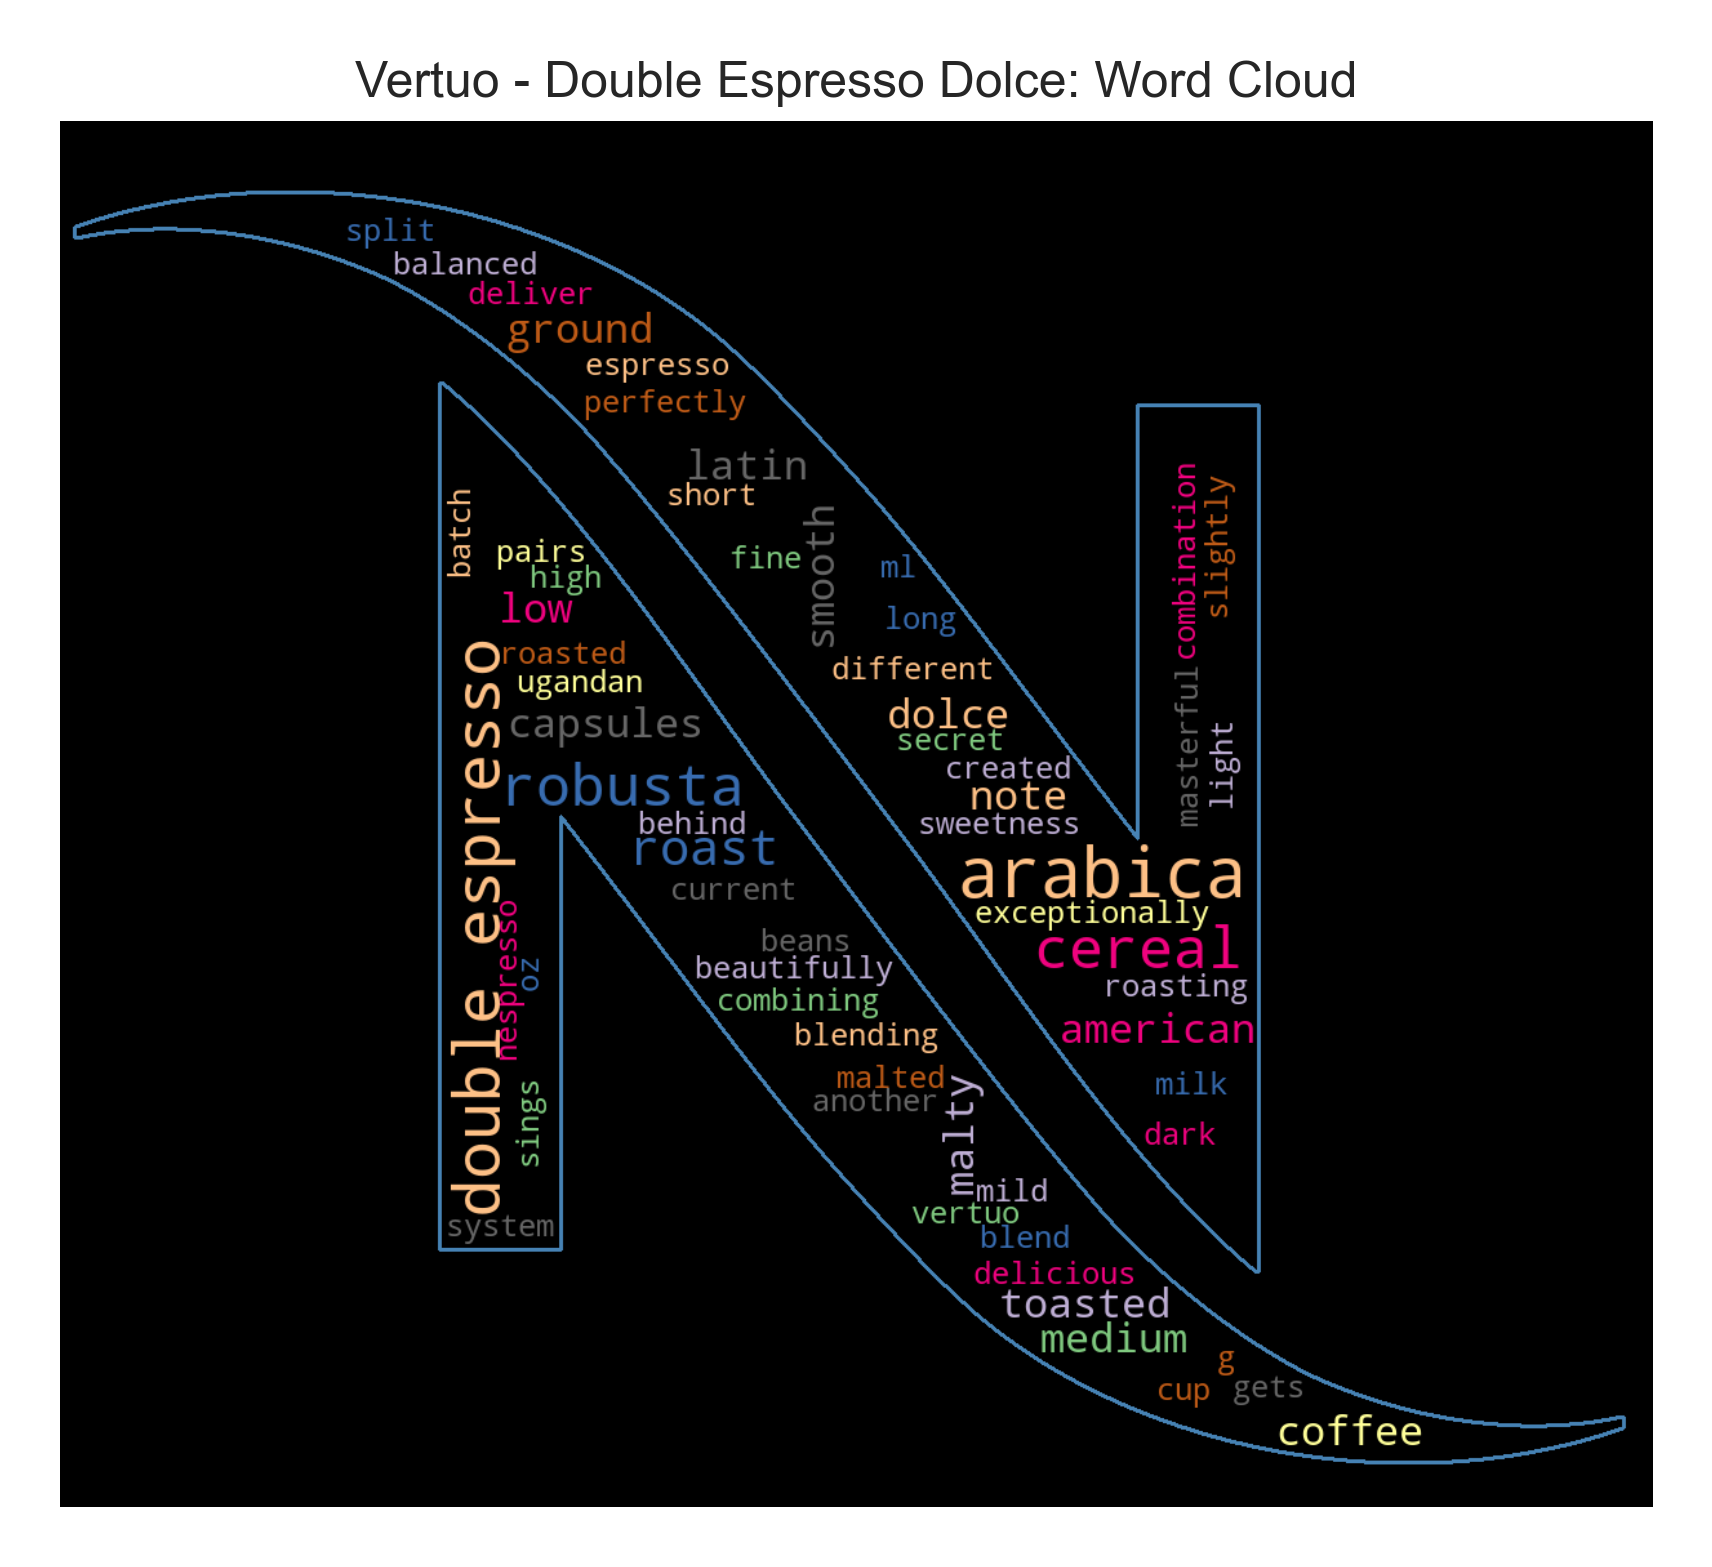 Vertuo - Double Espresso Dolce: Word Cloud
split
balanced
deliver
ground
espresso
perfectly
latin
short
smooth
fine
ml
long
different
dolce
secret
created
note
sweetness
combination
slightly
masterful
light
arabica
exceptionally
cereal
roasting
american
milk
dark
batch
pairs
high
low
roasted
ugandan
capsules
double espresso
robusta
behind
roast
current
nespresso
oz
sings
system
beans
beautifully
combining
blending
malted
another
malty
mild
vertuo
blend
delicious
toasted
medium
g
cup
gets
coffee